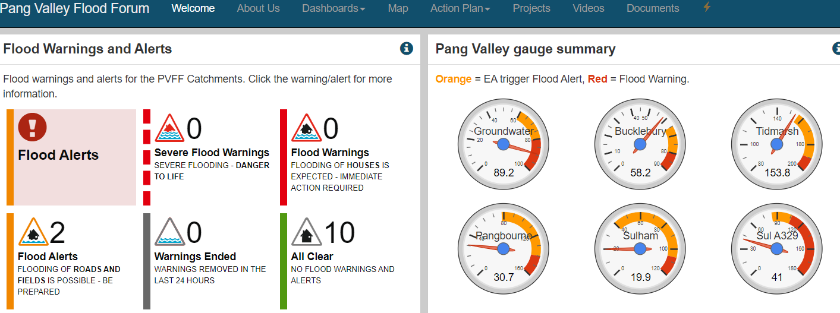 Pang Valley Flood Forum Welcome About Us Dashboards Map Action Plan Projects Videos Documents
Flood Warnings and Alerts
Flood warnings and alerts for the PVFF Catchments. Click the warning/alert for more
information.
Flood Alerts
0
Severe Flood Warnings
SEVERE FLOODING - DANGER
TO LIFE
0
Flood Warnings
FLOODING OF HOUSES IS
EXPECTED - IMMEDIATE
ACTION REQUIRED
2
Flood Alerts
FLOODING OF ROADS AND
FIELDS IS POSSIBLE - BE
PREPARED
0
Warnings Ended
WARNINGS REMOVED IN THE
LAST 24 HOURS
10
All Clear
NO FLOOD WARNINGS AND
ALERTS
Pang Valley gauge summary
Orange = EA trigger Flood Alert, Red = Flood Warning.
Groundwater
89.2
Bucklebury
58.2
Tidmarsh
153.8
Pangbourne
30.7
Sulham
19.9
Sul A329
41